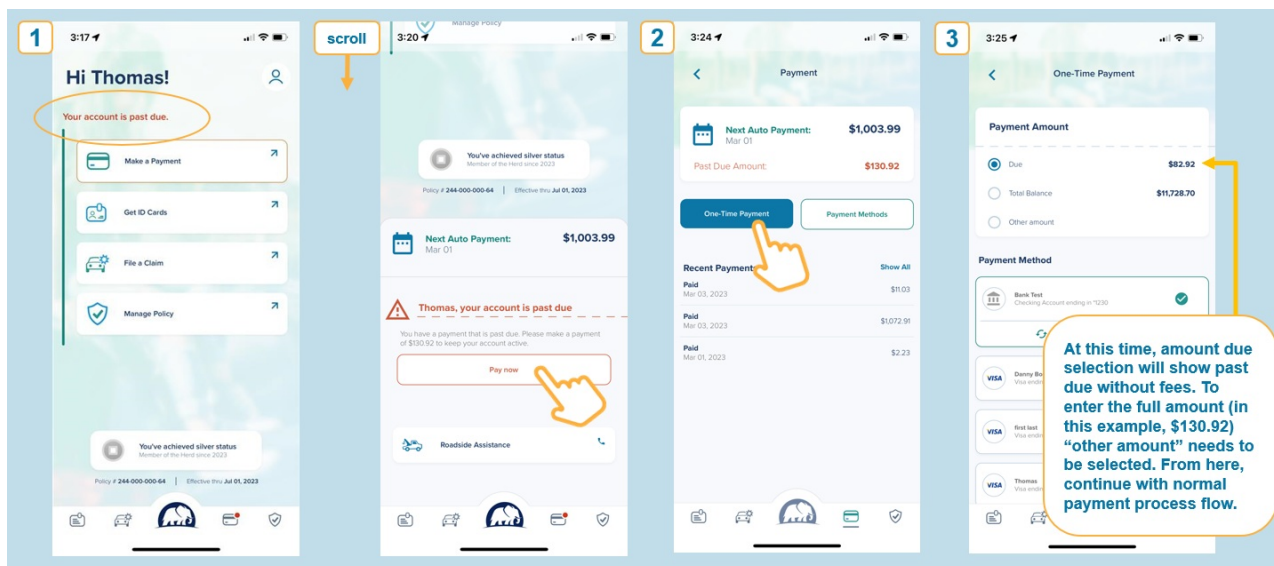 1
3:17
Hi Thomas!
Your account is past due.
Make a Payment
Get ID Cards
File a Claim
Manage Policy
You've achieved silver status
Member of the Herd since 2023
Policy # 244-000-000-64 | Effective thru Jul 01, 2023
scroll
Manage Policy
3:20
You've achieved silver status
Member of the Herd since 2023
Policy # 244-000-000-64 | Effective thru Jul 01, 2023
Next Auto Payment: $1,003.99
Mar 01
Thomas, your account is past due
You have a payment that is past due. Please make a payment
of $130.92 to keep your account active.
Pay now
Roadside Assistance
2
3:24
Payment
Next Auto Payment: $1,003.99
Mar 01
Past Due Amount: $130.92
One-Time Payment Payment Methods
Recent Payment Show All
Paid
Mar 03, 2023 $11.03
Paid
Mar 03, 2023 $1,072.91
Paid
Mar 01, 2023 $2.23
3
3:25
One-Time Payment
Payment Amount
Due $82.92
Total Balance $11,728.70
Other amount
Payment Method
Bank Test
Checking Account ending in *1230
VISA Denny Bo
Visa endin
VISA first last
Visa endin
VISA Thomas
Visa endin
At this time, amount due
selection will show past
due without fees. To
enter the full amount (in
this example, $130.92)
“other amount” needs to
be selected. From here,
continue with normal
payment process flow.